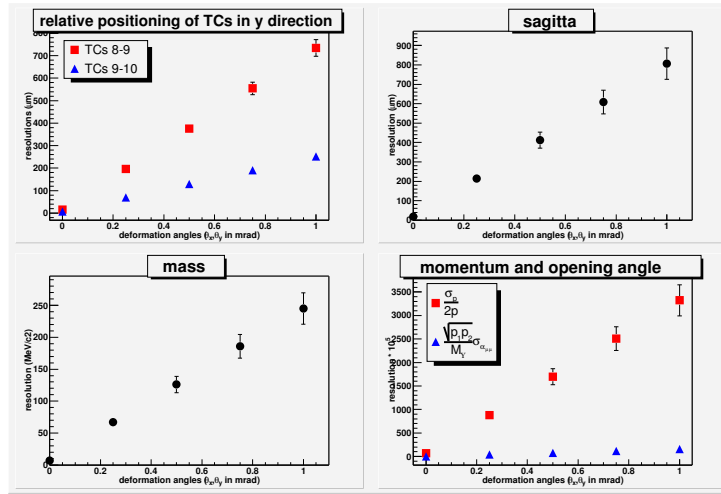 relative positioning of TCs in y direction
800
700
600
500
400
300
200
100
0
resolutions (μm)
TCs 8-9
TCs 9-10
0 0.2 0.4 0.6 0.8 1
deformation angles (θx,θy in mrad)
sagitta
900
800
700
600
500
400
300
200
100
0
resolution (μm)
0 0.2 0.4 0.6 0.8 1
deformation angles (θx,θy in mrad)
mass
250
200
150
100
50
0
resolution (MeV/c2)
0 0.2 0.4 0.6 0.8 1
deformation angles (θx,θy in mrad)
momentum and opening angle
3500
3000
2500
2000
1500
1000
500
0
resolution * 10^5
σp
2p
√p1p2
MY σαμμ
0 0.2 0.4 0.6 0.8 1
deformation angles (θx,θy in mrad)